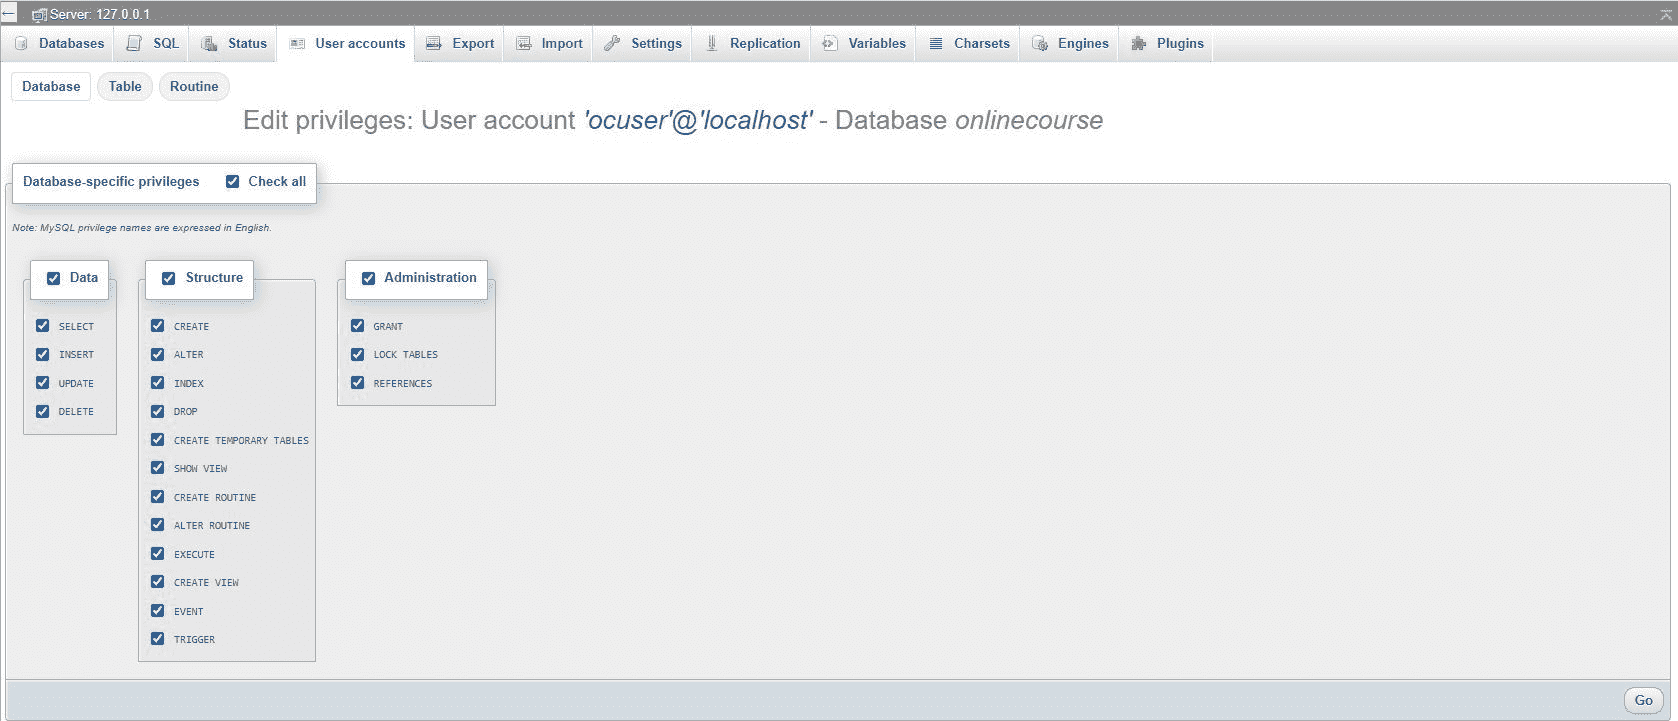 Server: 127.0.0.1
Databases SQL Status User accounts Export Import Settings Replication Variables Charsets Engines Plugins
Database Table Routine
Edit privileges: User account 'ocuser'@'localhost' - Database onlinecourse
Database-specific privileges Check all
Note: MySQL privilege names are expressed in English.
Data
SELECT
INSERT
UPDATE
DELETE
Structure
CREATE
ALTER
INDEX
DROP
CREATE TEMPORARY TABLES
SHOW VIEW
CREATE ROUTINE
ALTER ROUTINE
EXECUTE
CREATE VIEW
EVENT
TRIGGER
Administration
GRANT
LOCK TABLES
REFERENCES
Go